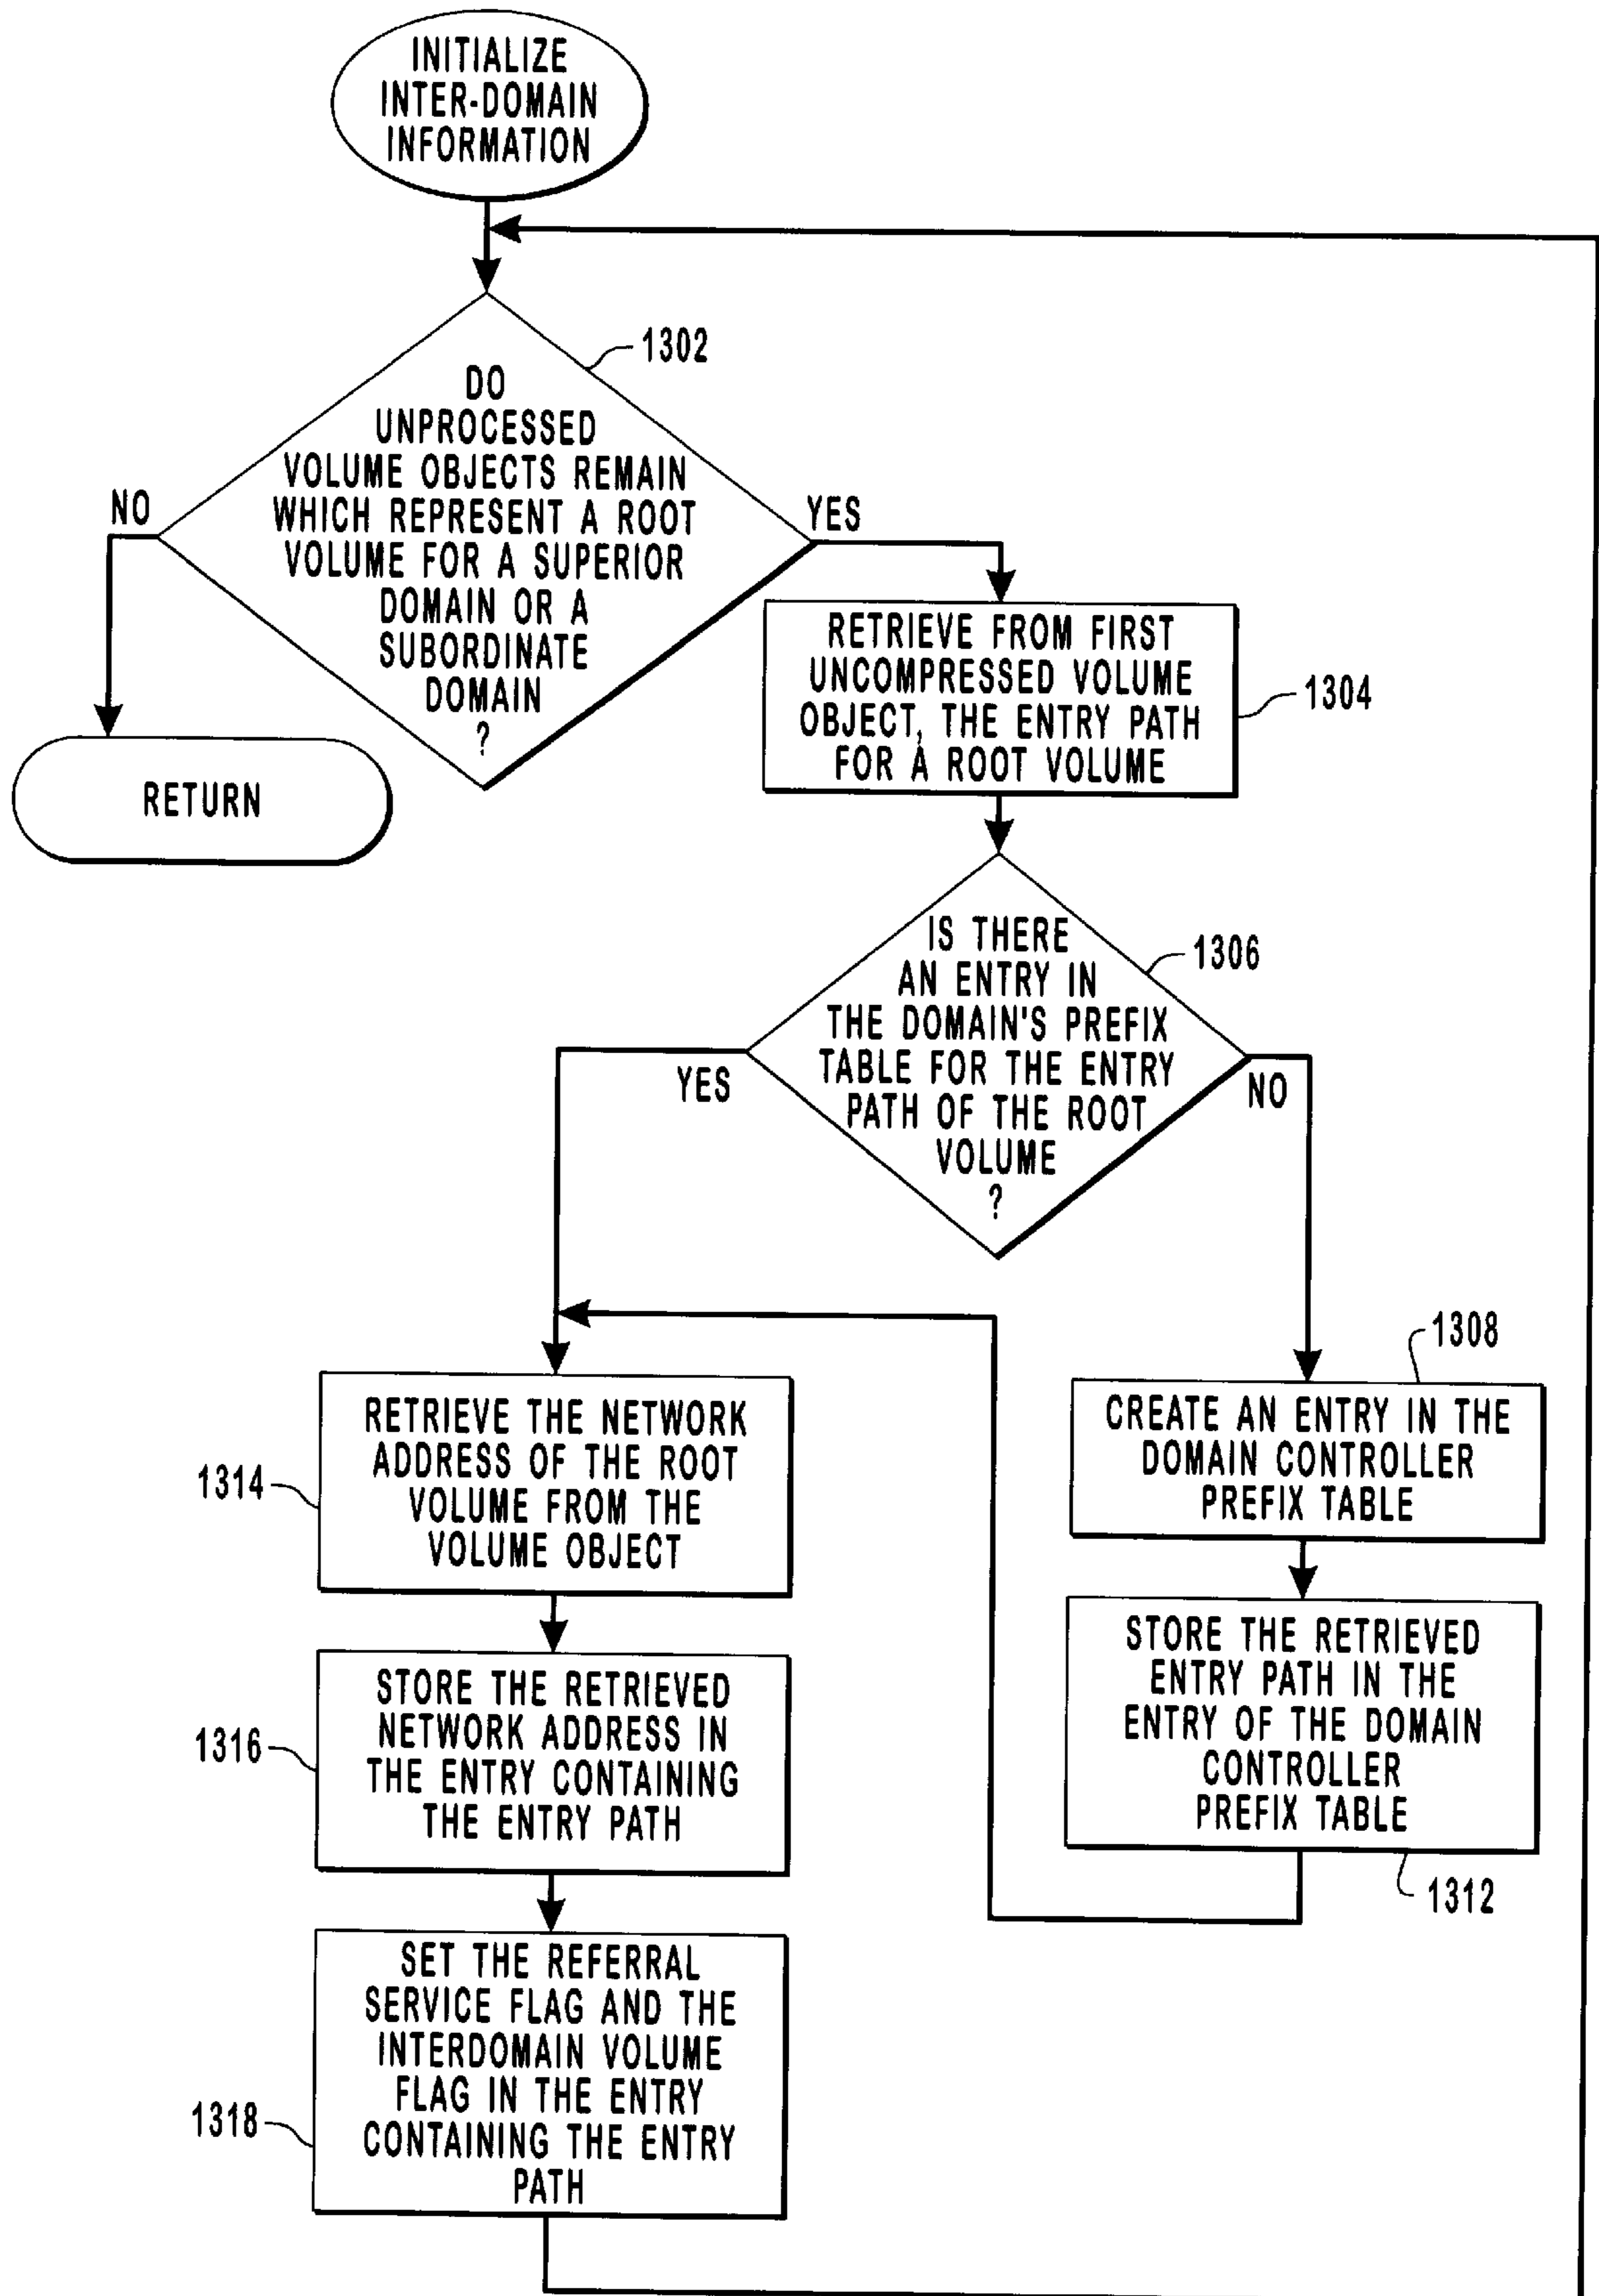 INITIALIZE
INTER-DOMAIN
INFORMATION
1302
DO
UNPROCESSED
VOLUME OBJECTS REMAIN
WHICH REPRESENT A ROOT
VOLUME FOR A SUPERIOR
DOMAIN OR A
SUBORDINATE
DOMAIN
?
NO
YES
RETURN
RETRIEVE FROM FIRST
UNCOMPRESSED VOLUME
OBJECT, THE ENTRY PATH
FOR A ROOT VOLUME
1304
IS THERE
AN ENTRY IN
THE DOMAIN'S PREFIX
TABLE FOR THE ENTRY
PATH OF THE ROOT
VOLUME
?
1306
YES
NO
1308
CREATE AN ENTRY IN THE
DOMAIN CONTROLLER
PREFIX TABLE
STORE THE RETRIEVED
ENTRY PATH IN THE
ENTRY OF THE DOMAIN
CONTROLLER
PREFIX TABLE
1312
RETRIEVE THE NETWORK
ADDRESS OF THE ROOT
VOLUME FROM THE
VOLUME OBJECT
1314
STORE THE RETRIEVED
NETWORK ADDRESS IN
THE ENTRY CONTAINING
THE ENTRY PATH
1316
SET THE REFERRAL
SERVICE FLAG AND THE
INTERDOMAIN VOLUME
FLAG IN THE ENTRY
CONTAINING THE ENTRY
PATH
1318